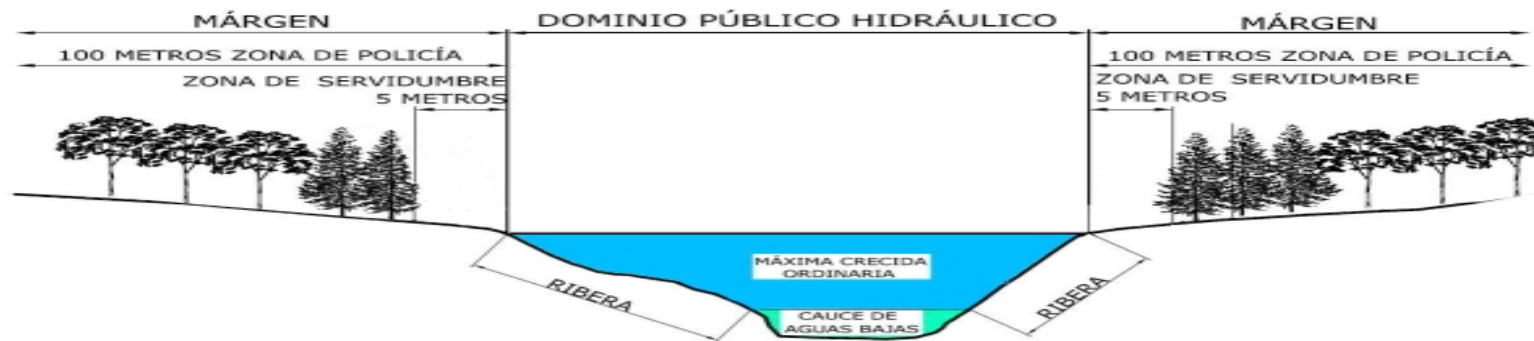 MÁRGEN
DOMINIO PÚBLICO HIDRÁULICO
MÁRGEN
100 METROS ZONA DE POLICÍA
100 METROS ZONA DE POLICÍA
ZONA DE SERVIDUMBRE
5 METROS
ZONA DE SERVIDUMBRE
5 METROS
MÁXIMA CRECIDA
ORDINARIA
RIBERA
RIBERA
CAUCE DE
AGUAS BAJAS